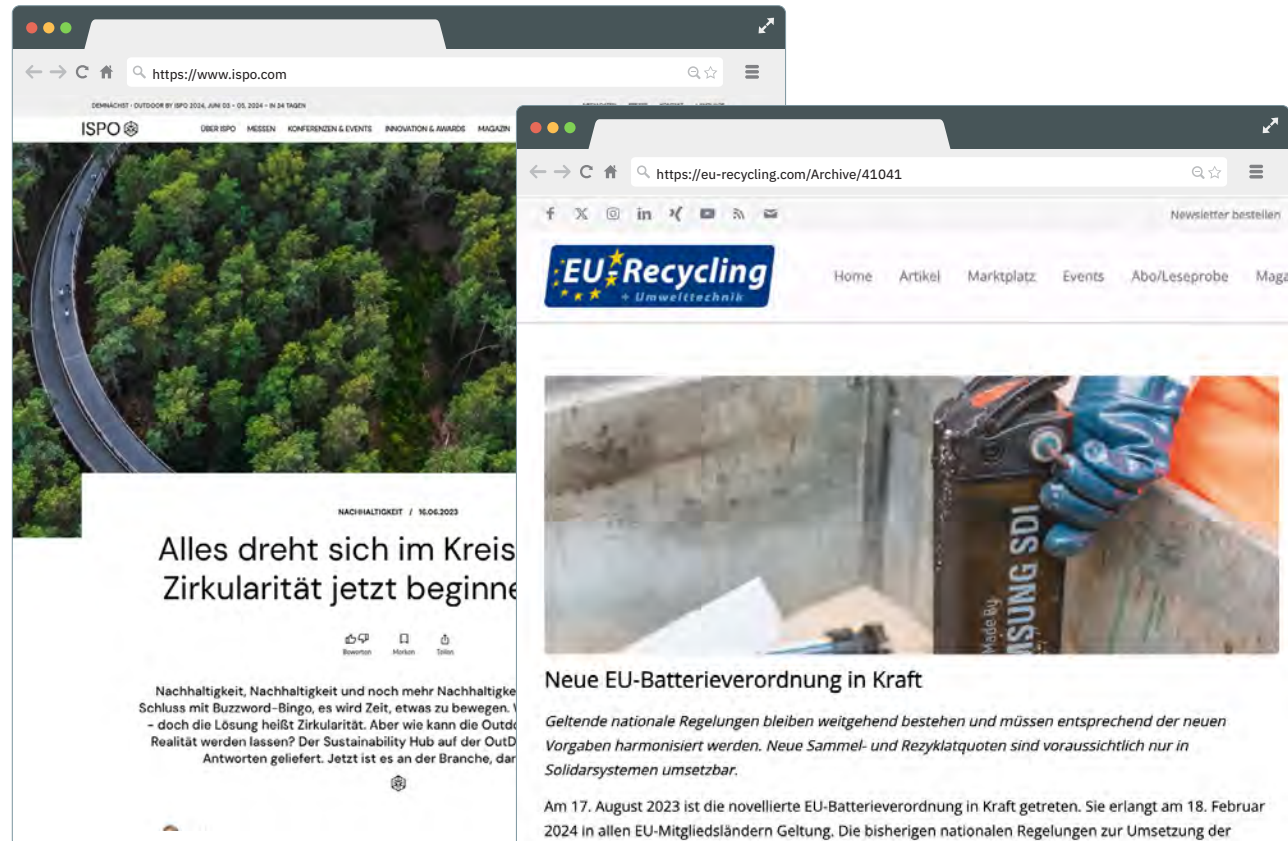 https://www.ispo.com
DEMNÄCHST · OUTDOOR BY ISPO 2024, JUNI 03 - 05, 2024 - IN 34 TAGEN
ISPO
ÜBER ISPO MESSEN KONFERENZEN & EVENTS INNOVATION & AWARDS MAGAZIN
NACHHALTIGKEIT / 16.06.2023
Alles dreht sich im Kreis
Zirkularität jetzt beginne
Bewerten Merken Teilen
Nachhaltigkeit, Nachhaltigkeit und noch mehr Nachhaltigke
Schluss mit Buzzword-Bingo, es wird Zeit, etwas zu bewegen.
- doch die Lösung heißt Zirkularität. Aber wie kann die Outdo
Realität werden lassen? Der Sustainability Hub auf der OutD
Antworten geliefert. Jetzt ist es an der Branche, dar
https://eu-recycling.com/Archive/41041
Newsletter bestellen
EU-Recycling
+ Umwelttechnik
Home Artikel Marktplatz Events Abo/Leseprobe Maga
Made By
MSUNG SDI
Neue EU-Batterieverordnung in Kraft
Geltende nationale Regelungen bleiben weitgehend bestehen und müssen entsprechend der neuen
Vorgaben harmonisiert werden. Neue Sammel- und Rezyklatquoten sind voraussichtlich nur in
Solidarsystemen umsetzbar.
Am 17. August 2023 ist die novellierte EU-Batterieverordnung in Kraft getreten. Sie erlangt am 18. Februar
2024 in allen EU-Mitgliedsländern Geltung. Die bisherigen nationalen Regelungen zur Umsetzung der